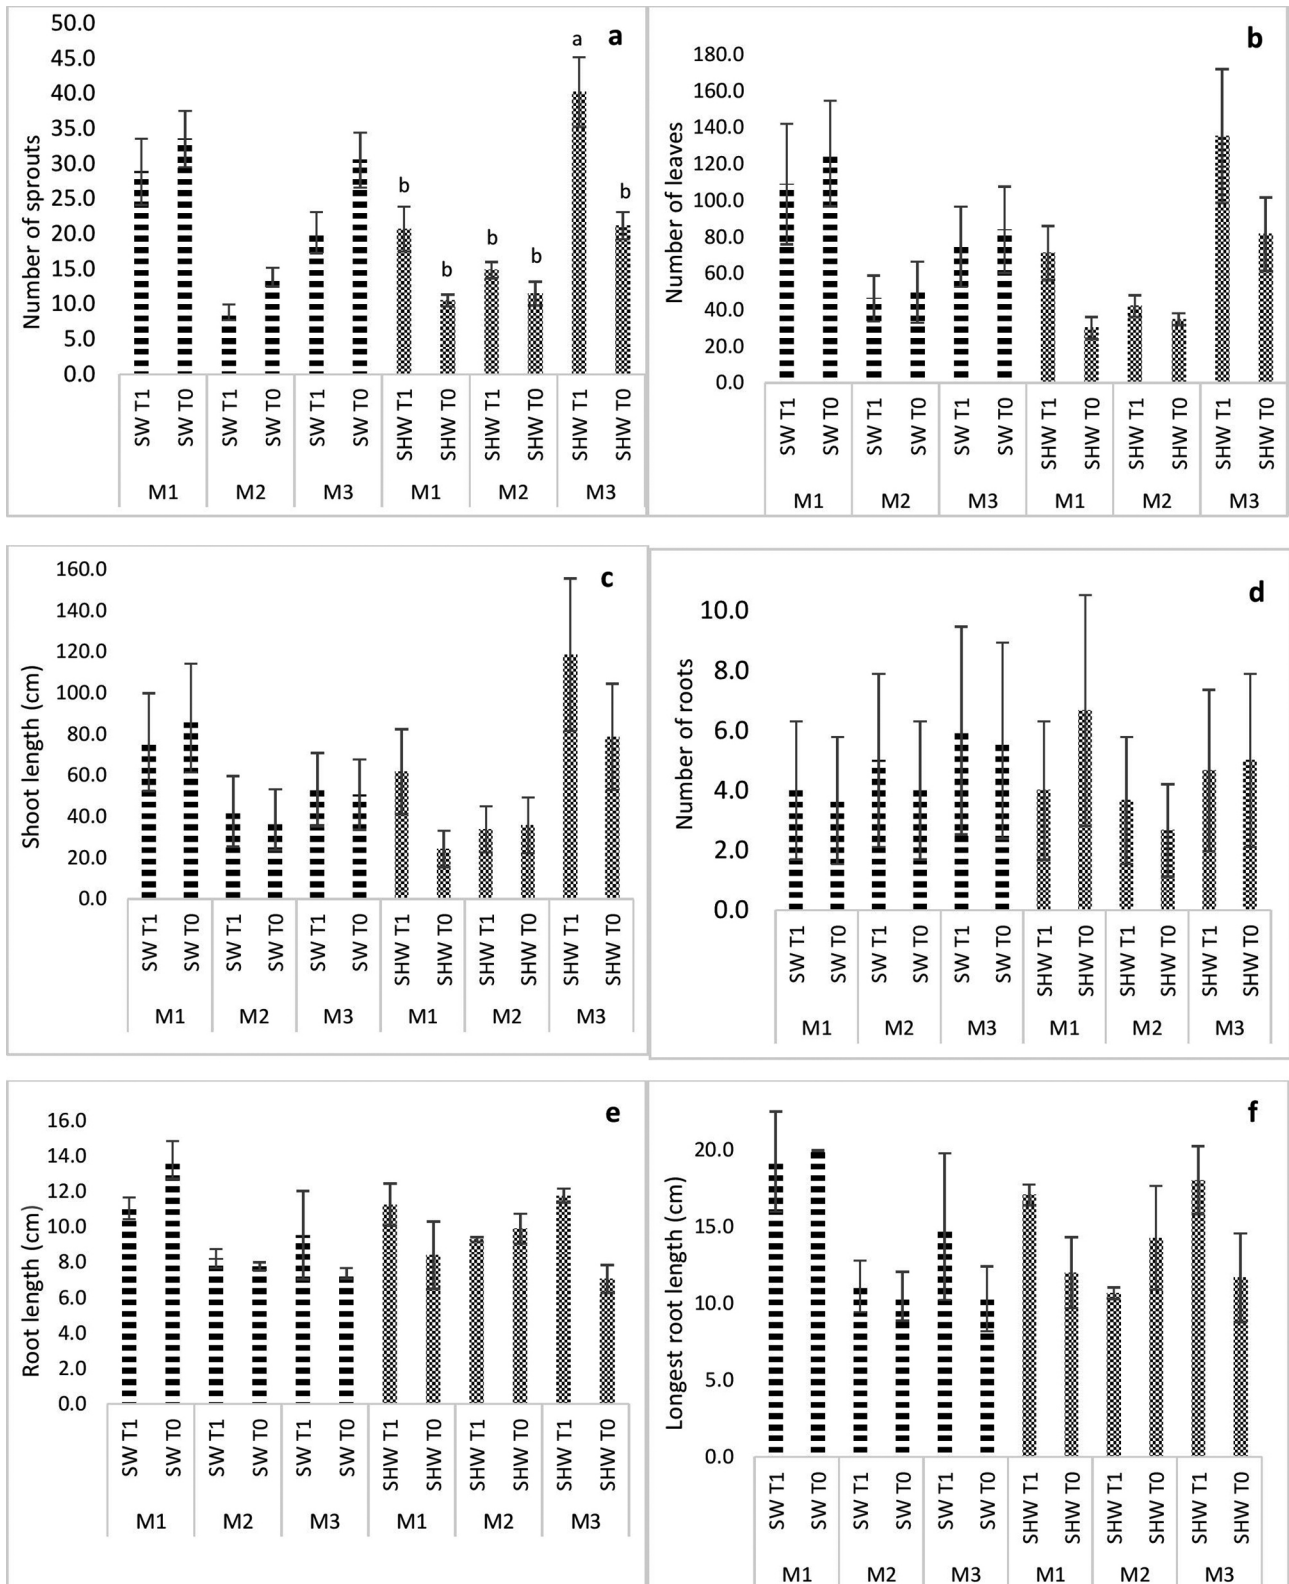 a
Number of sprouts
50.0
45.0
40.0
35.0
30.0
25.0
20.0
15.0
10.0
5.0
0.0
b b b b a b
SW T1 SW T0 SW T1 SW T0 SW T1 SW T0 SHW T1 SHW T0 SHW T1 SHW T0 SHW T1 SHW T0
M1 M2 M3 M1 M2 M3
b
Number of leaves
180.0
160.0
140.0
120.0
100.0
80.0
60.0
40.0
20.0
0.0
SW T1 SW T0 SW T1 SW T0 SW T1 SW T0 SHW T1 SHW T0 SHW T1 SHW T0 SHW T1 SHW T0
M1 M2 M3 M1 M2 M3
c
Shoot length (cm)
160.0
140.0
120.0
100.0
80.0
60.0
40.0
20.0
0.0
SW T1 SW T0 SW T1 SW T0 SW T1 SW T0 SHW T1 SHW T0 SHW T1 SHW T0 SHW T1 SHW T0
M1 M2 M3 M1 M2 M3
d
Number of roots
10.0
8.0
6.0
4.0
2.0
0.0
SW T1 SW T0 SW T1 SW T0 SW T1 SW T0 SHW T1 SHW T0 SHW T1 SHW T0 SHW T1 SHW T0
M1 M2 M3 M1 M2 M3
e
Root length (cm)
16.0
14.0
12.0
10.0
8.0
6.0
4.0
2.0
0.0
SW T1 SW T0 SW T1 SW T0 SW T1 SW T0 SHW T1 SHW T0 SHW T1 SHW T0 SHW T1 SHW T0
M1 M2 M3 M1 M2 M3
f
Longest root length (cm)
20.0
15.0
10.0
5.0
0.0
SW T1 SW T0 SW T1 SW T0 SW T1 SW T0 SHW T1 SHW T0 SHW T1 SHW T0 SHW T1 SHW T0
M1 M2 M3 M1 M2 M3